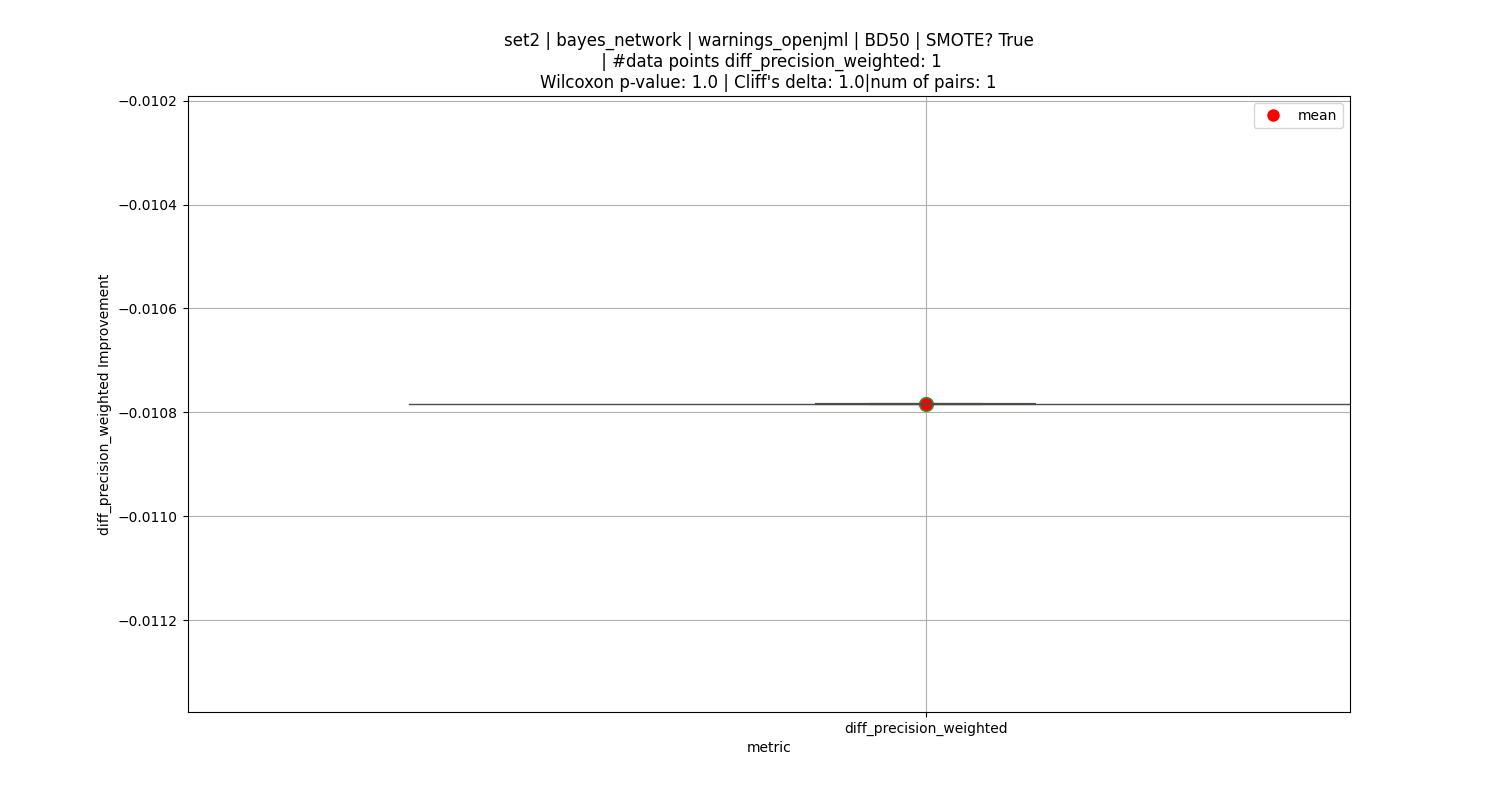 set2 | bayes_network | warnings_openjml | BD50 | SMOTE? True
| #data points diff_precision_weighted: 1
Wilcoxon p-value: 1.0 | Cliff's delta: 1.0|num of pairs: 1
mean
−0.0102
−0.0104
−0.0106
−0.0108
−0.0110
−0.0112
diff_precision_weighted Improvement
diff_precision_weighted
metric